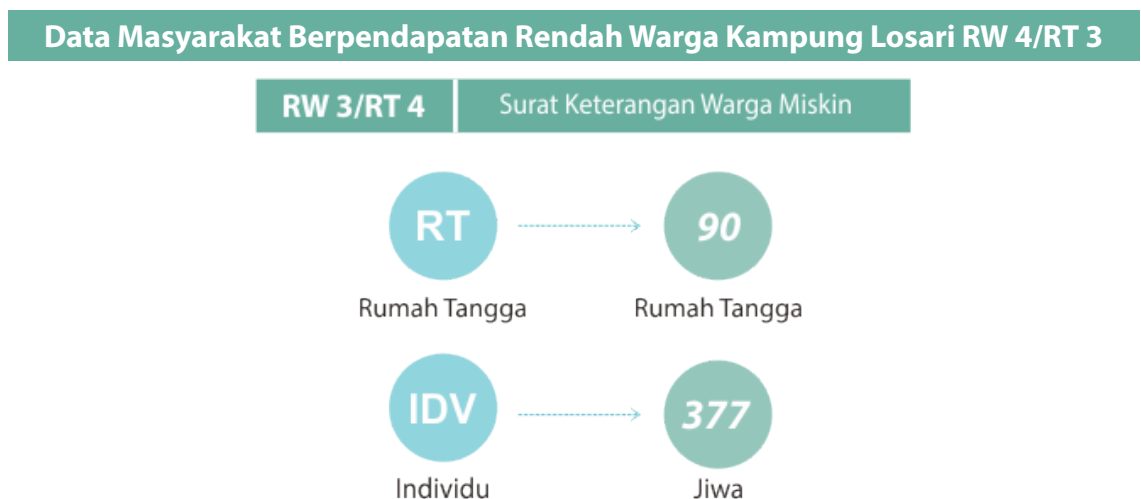 Data Masyarakat Berpendapatan Rendah Warga Kampung Losari RW 4/RT 3
RW 3/RT 4 Surat Keterangan Warga Miskin
RT 90
Rumah Tangga Rumah Tangga
IDV 377
Individu Jiwa